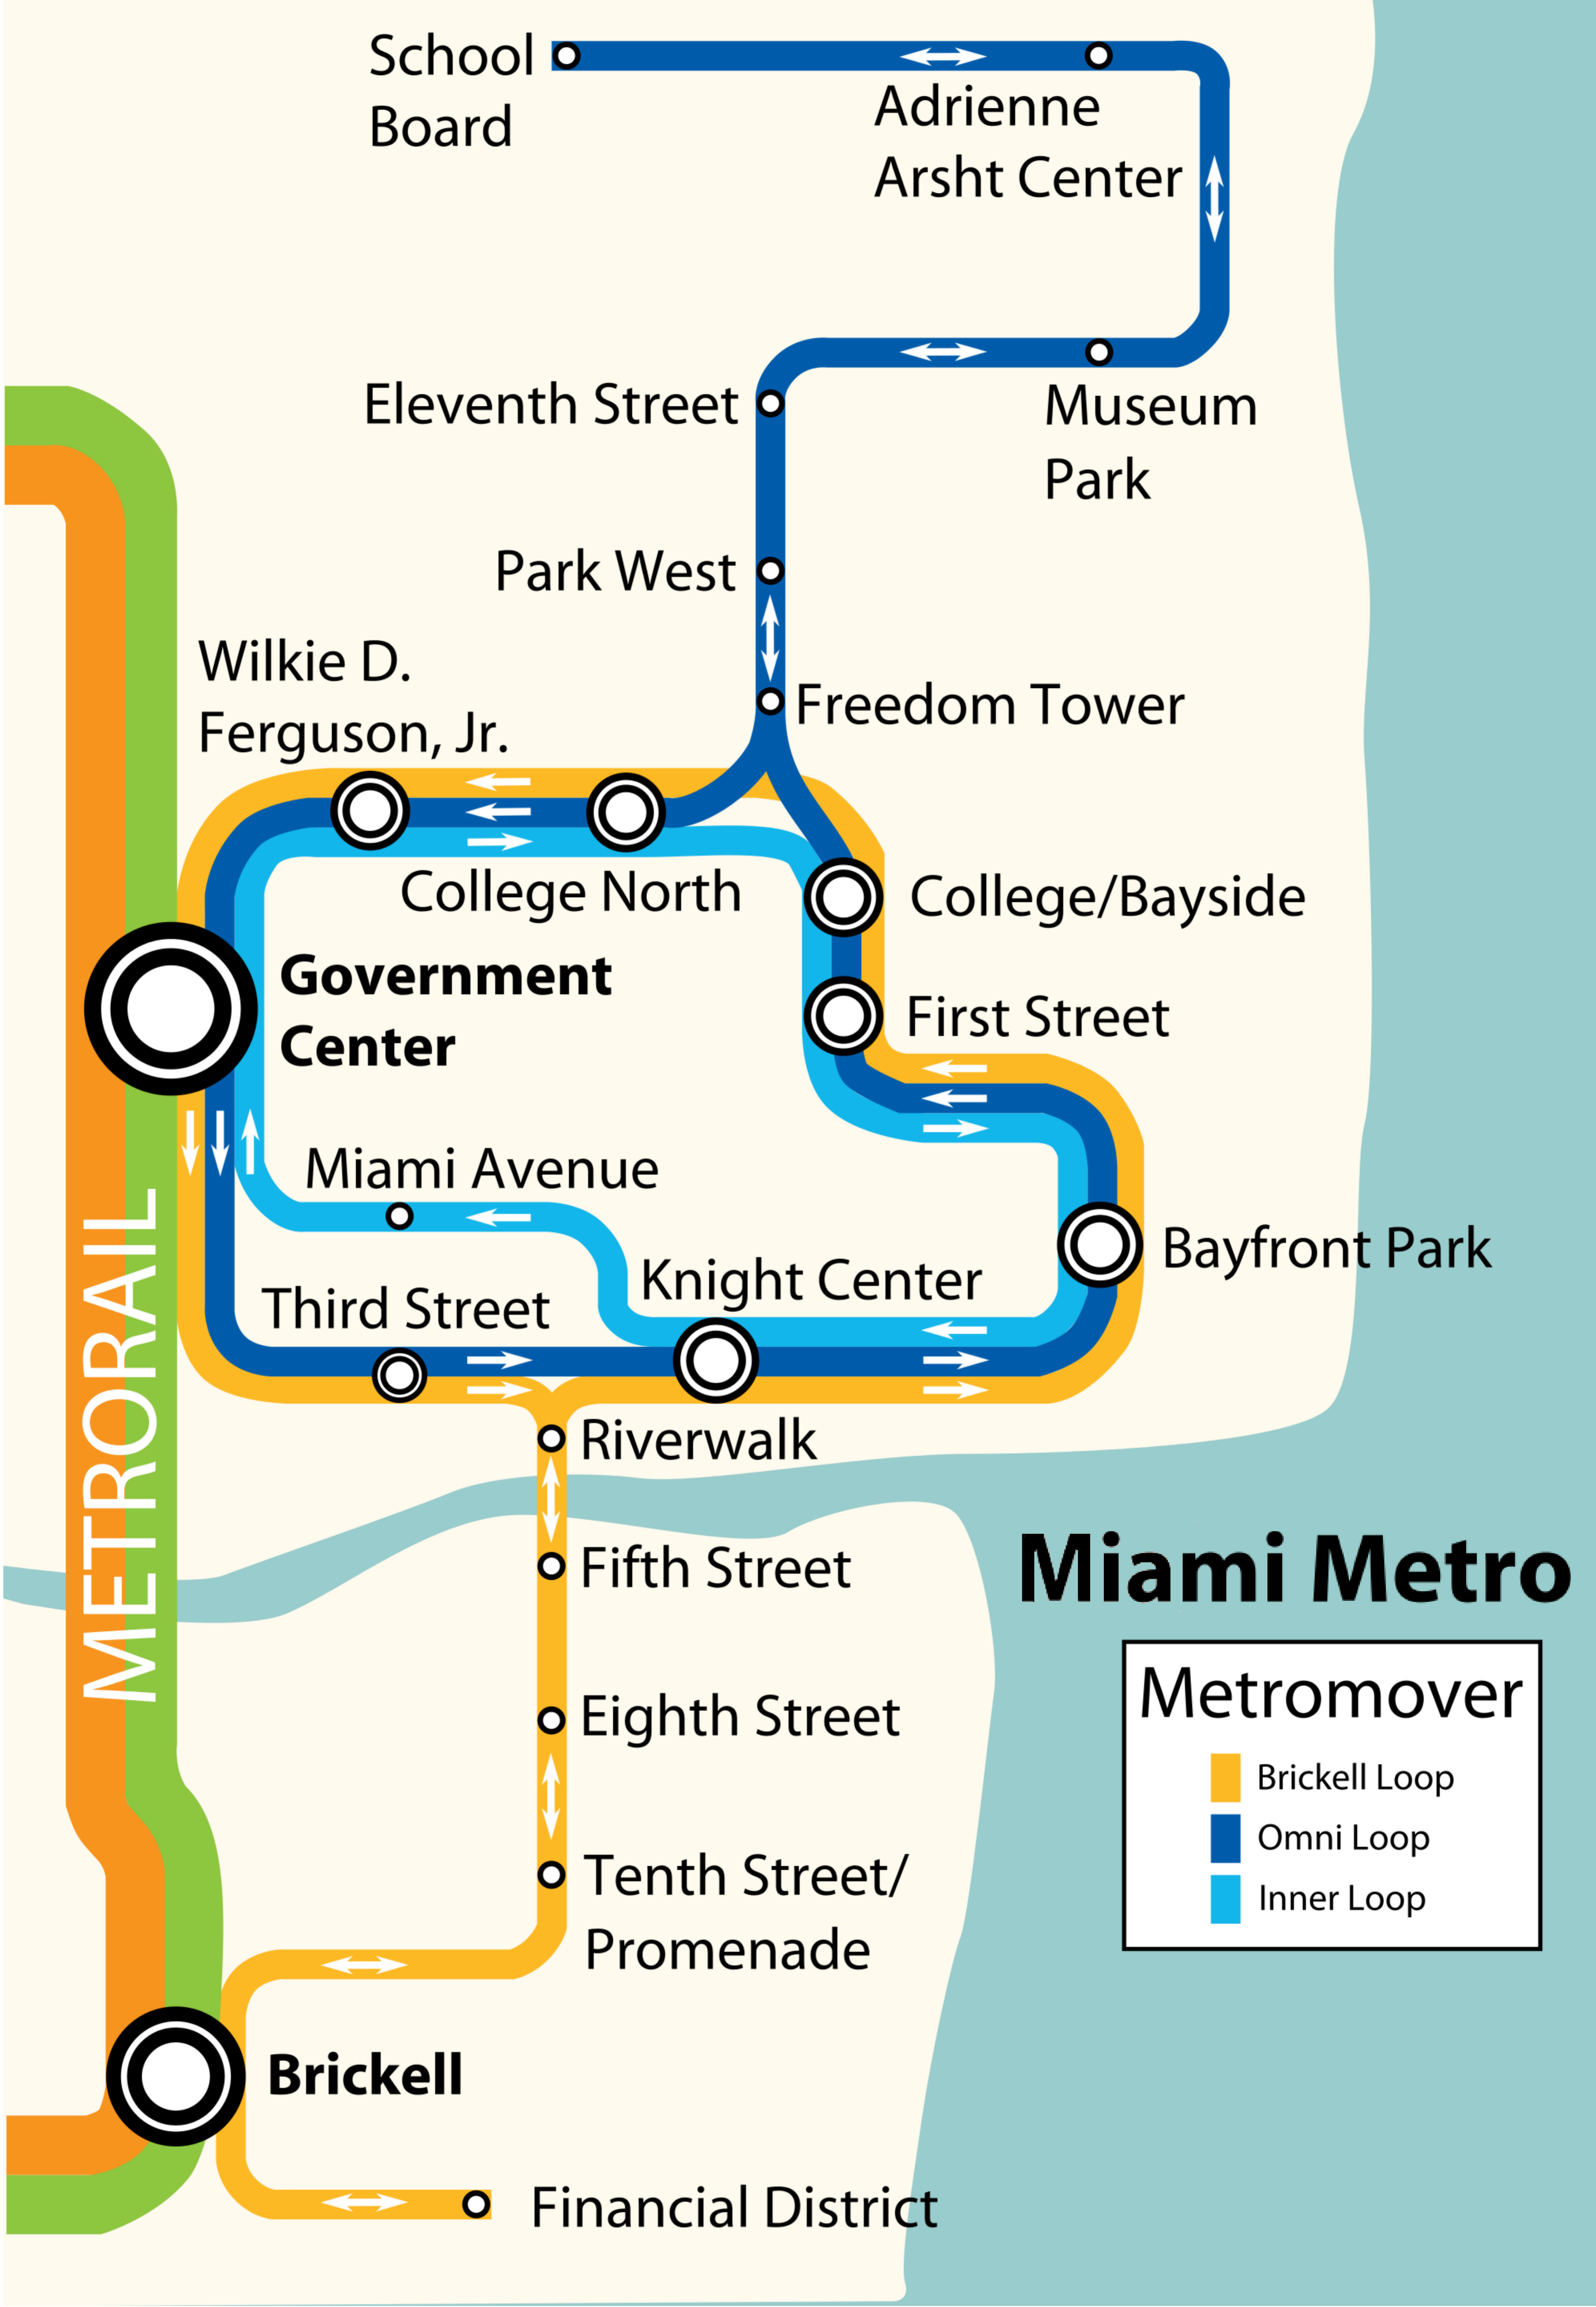 School
Board
Adrienne
Arsht Center
Eleventh Street
Museum
Park
Park West
Wilkie D.
Ferguson, Jr.
Freedom Tower
College North
College/Bayside
Government
Center
First Street
Miami Avenue
Bayfront Park
Knight Center
Third Street
METRORAIL
Riverwalk
Fifth Street
Miami Metro
Metromover
Brickell Loop
Omni Loop
Inner Loop
Eighth Street
Tenth Street/
Promenade
Brickell
Financial District